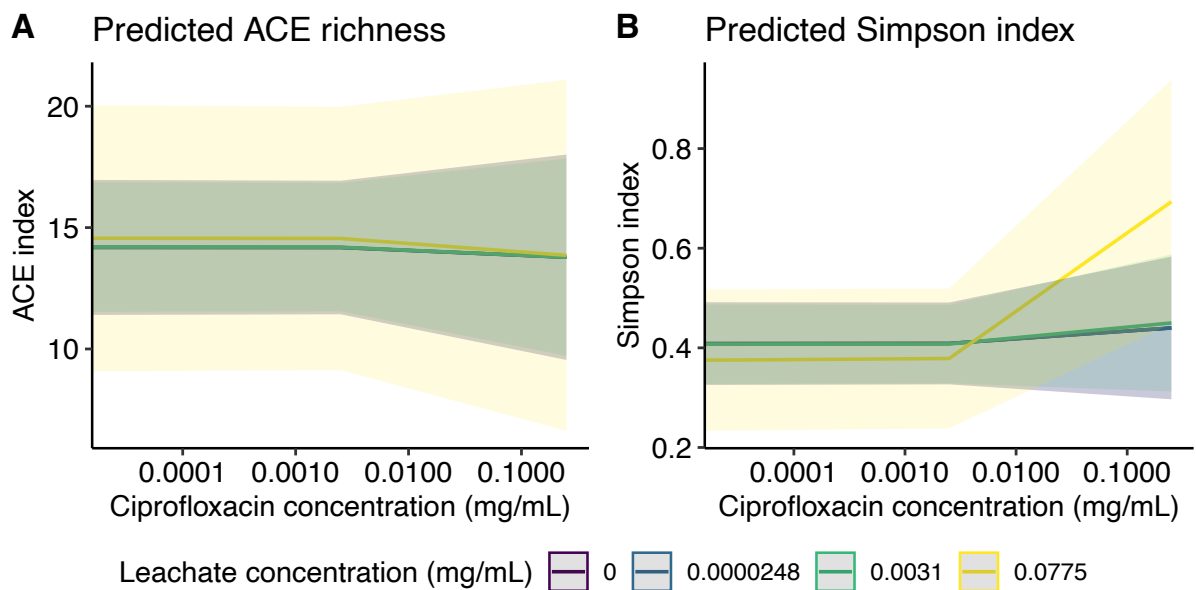 A Predicted ACE richness
20
15
10
ACE index
0.0001 0.0010 0.0100 0.1000
Ciprofloxacin concentration (mg/mL)
B Predicted Simpson index
0.8
0.6
0.4
0.2
Simpson index
0.0001 0.0010 0.0100 0.1000
Ciprofloxacin concentration (mg/mL)
Leachate concentration (mg/mL) 0 0.0000248 0.0031 0.0775